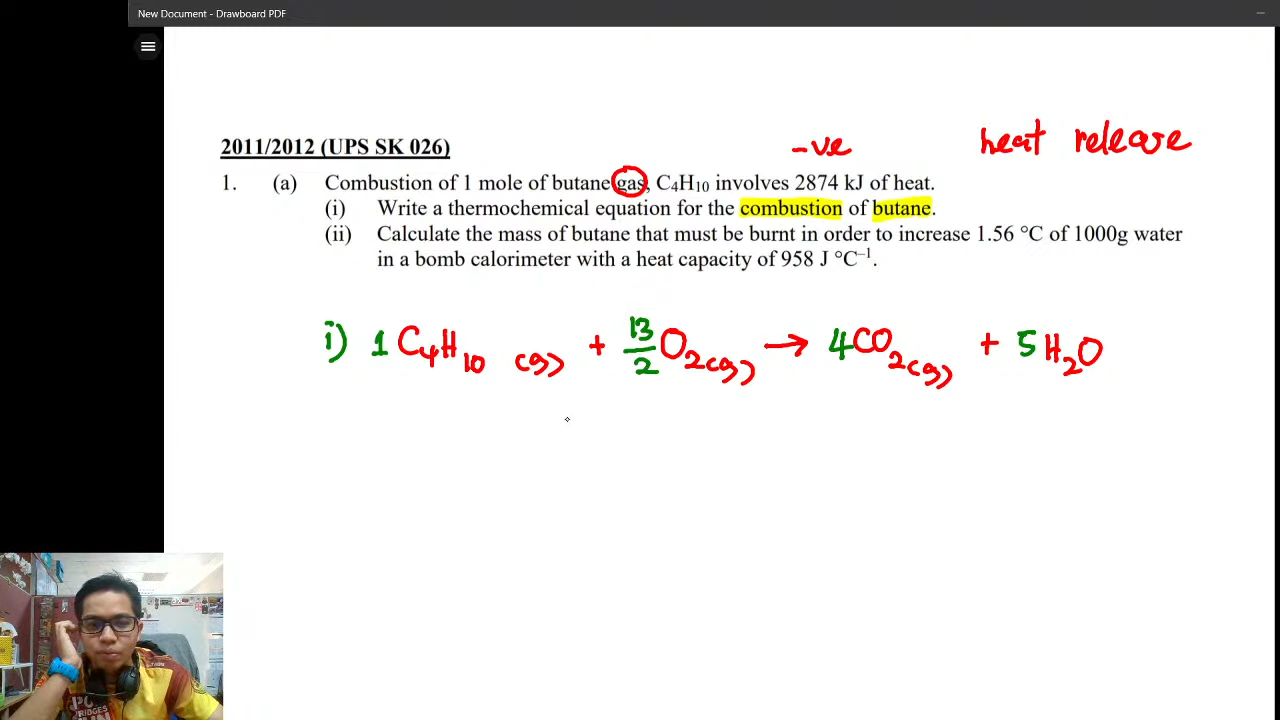 New Document - Drawboard PDF
-ve heat release
2011/2012 (UPS SK 026)
1. (a) Combustion of 1 mole of butane gas, C₄H₁₀ involves 2874 kJ of heat.
(i) Write a thermochemical equation for the combustion of butane.
(ii) Calculate the mass of butane that must be burnt in order to increase 1.56 °C of 1000g water
in a bomb calorimeter with a heat capacity of 958 J °C⁻¹.
i) 1 C₄H₁₀ (g) + 13/2 O₂(g) → 4CO₂(g) + 5 H₂O